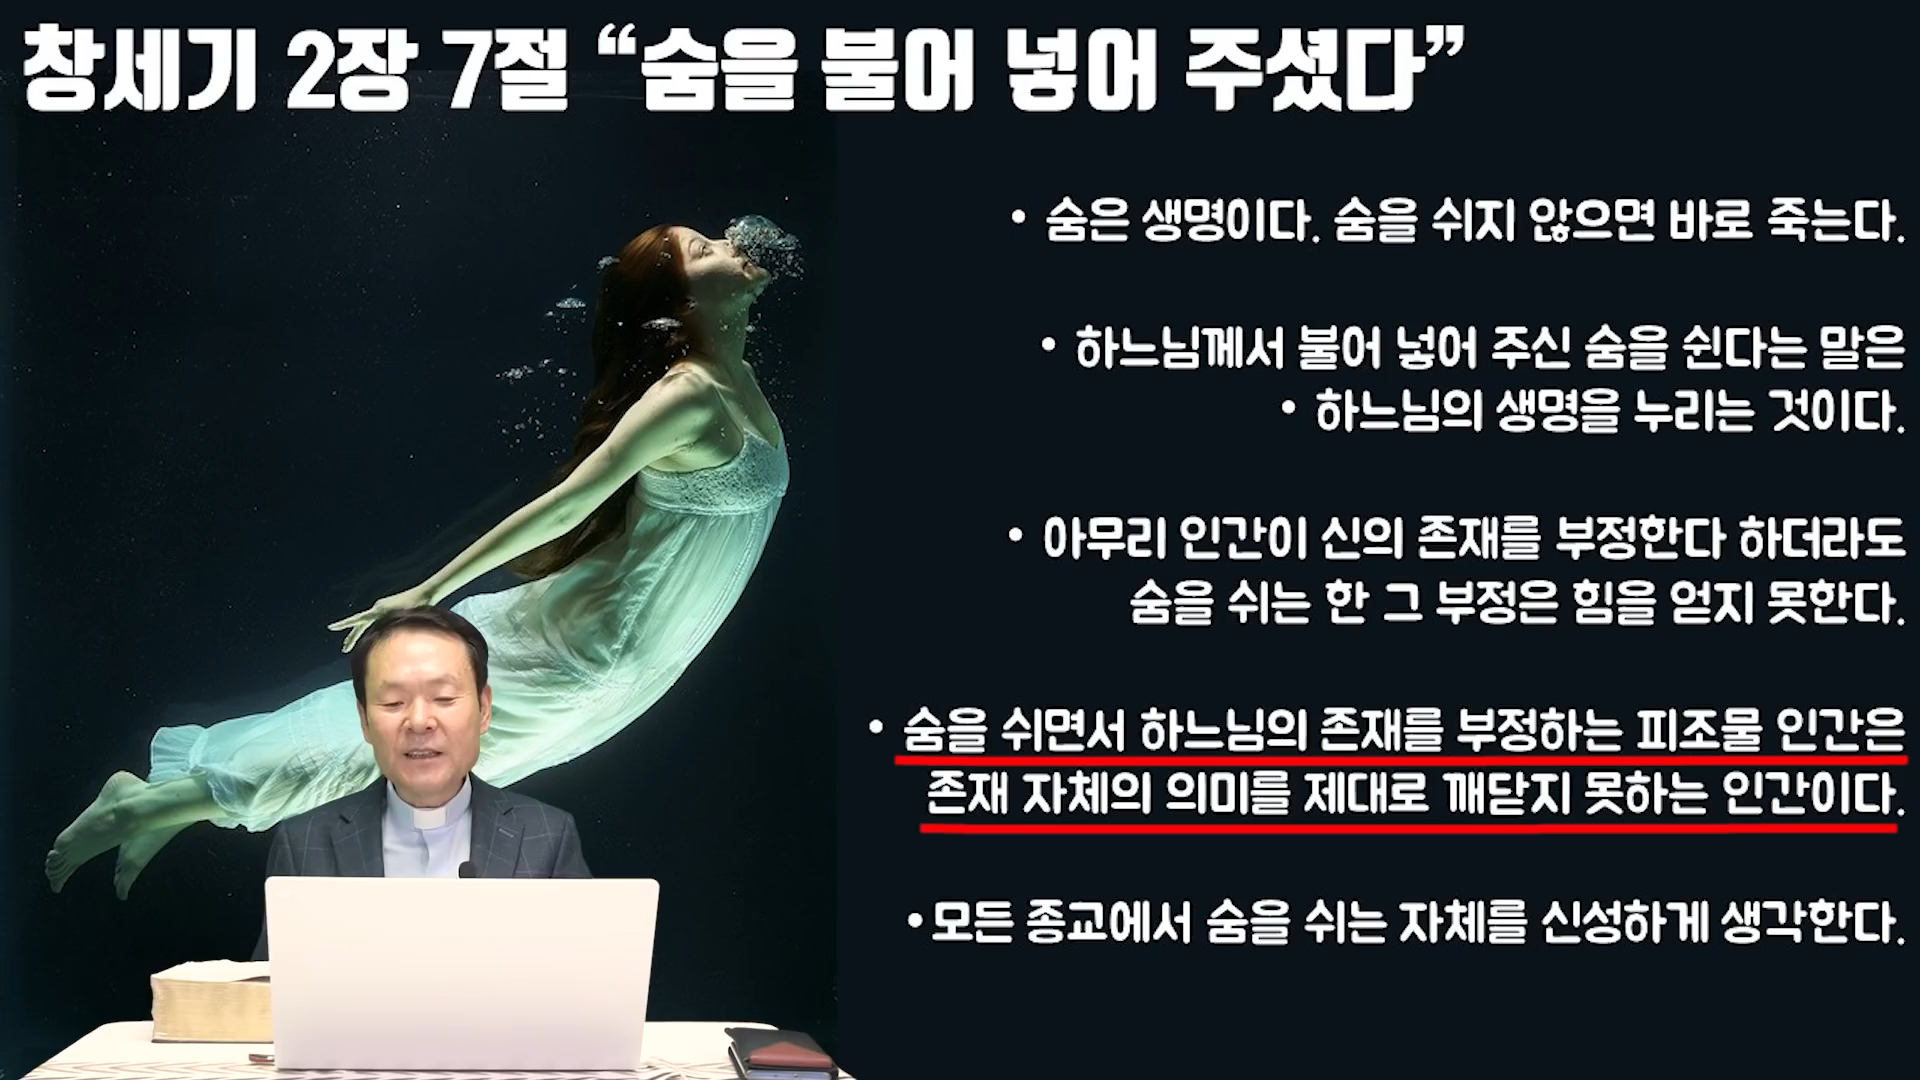 창세기 2장 7절 “숨을 불어 넣어 주셨다”
• 숨은 생명이다. 숨을 쉬지 않으면 바로 죽는다.
• 하느님께서 불어 넣어 주신 숨을 쉰다는 말은
• 하느님의 생명을 누리는 것이다.
• 아무리 인간이 신의 존재를 부정한다 하더라도
숨을 쉬는 한 그 부정은 힘을 얻지 못한다.
• 숨을 쉬면서 하느님의 존재를 부정하는 피조물 인간은
존재 자체의 의미를 제대로 깨닫지 못하는 인간이다.
• 모든 종교에서 숨을 쉬는 자체를 신성하게 생각한다.